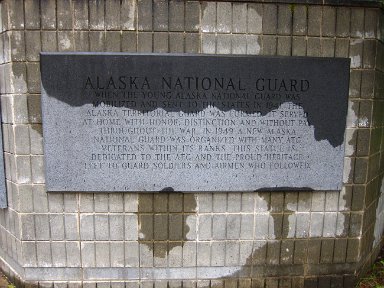 ALASKA NATIONAL GUARD
WHEN THE YOUNG ALASKA NATIONAL GUARD WAS
MOBILIZED AND SENT TO THE STATES IN 1941 THE
ALASKA TERRITORIAL GUARD WAS FORMED. IT SERVED
AT HOME WITH HONOR, DISTINCTION AND WITHOUT PAY
THROUGHOUT THE WAR. IN 1949 A NEW ALASKA
NATIONAL GUARD WAS ORGANIZED WITH MANY ATG
VETERANS WITHIN ITS RANKS. THIS STATUE IS
DEDICATED TO THE ATG AND THE PROUD HERITAGE
LEFT TO GUARD SOLDIERS AND AIRMEN WHO FOLLOWED